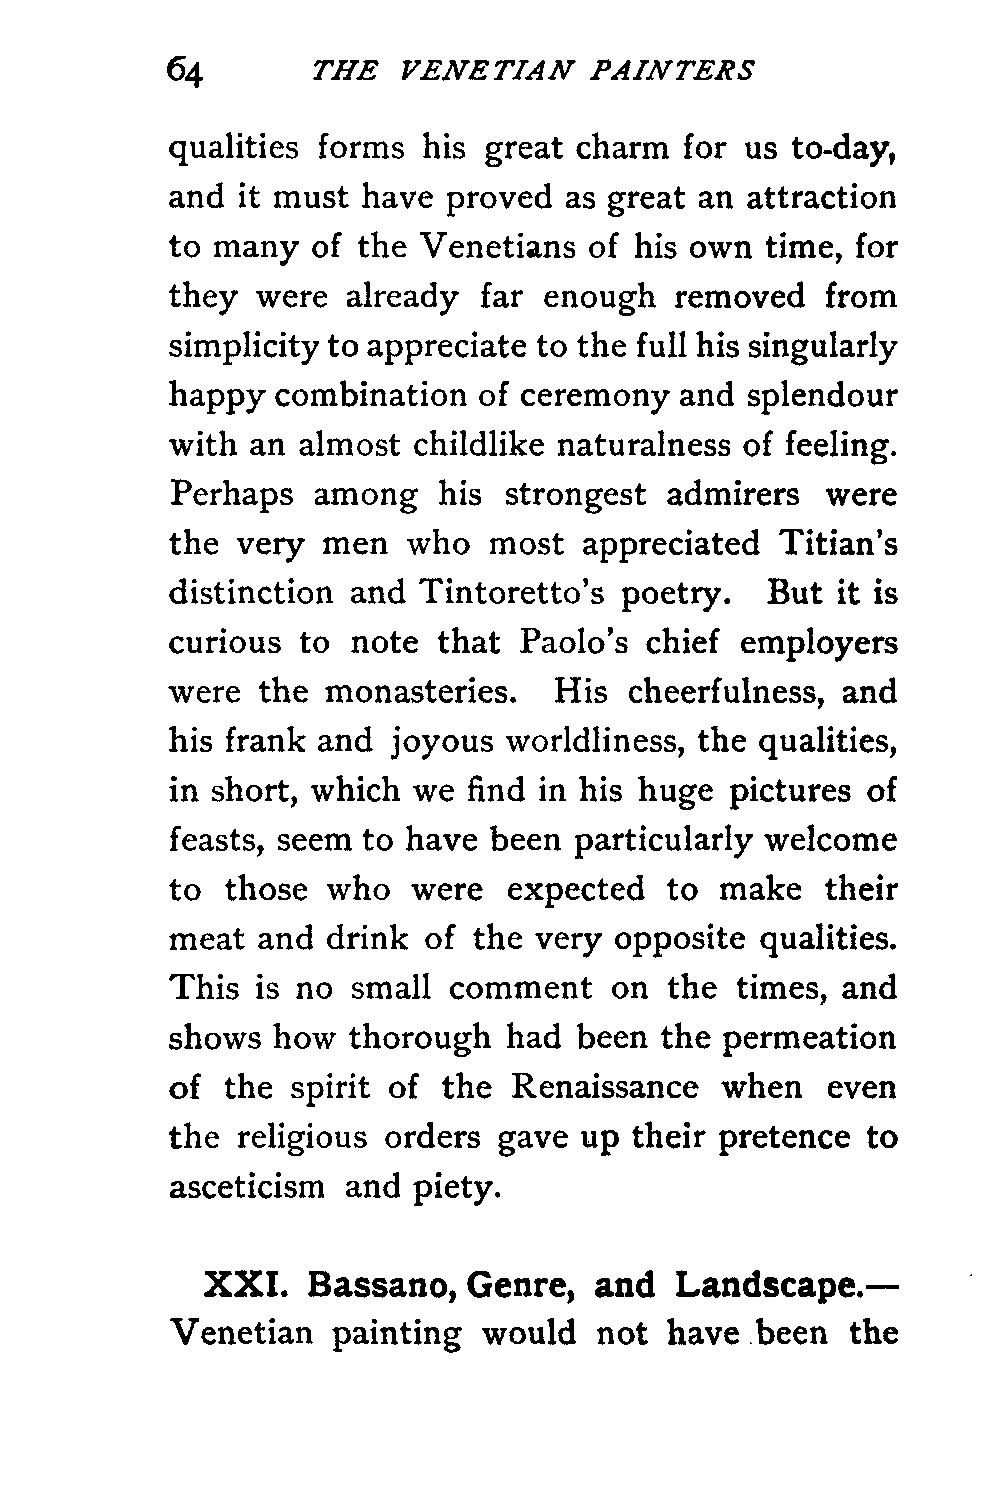 64 THE VENETIAN PAINTERS
qualities forms his great charm for us to-day,
and it must have proved as great an attraction
to many of the Venetians of his own time, for
they were already far enough removed from
simplicity to appreciate to the full his singularly
happy combination of ceremony and splendour
with an almost childlike naturalness of feeling.
Perhaps among his strongest admirers were
the very men who most appreciated Titian's
distinction and Tintoretto's poetry. But it is
curious to note that Paolo's chief employers
were the monasteries. His cheerfulness, and
his frank and joyous worldliness, the qualities,
in short, which we find in his huge pictures of
feasts, seem to have been particularly welcome
to those who were expected to make their
meat and drink of the very opposite qualities.
This is no small comment on the times, and
shows how thorough had been the permeation
of the spirit of the Renaissance when even
the religious orders gave up their pretence to
asceticism and piety.
XXI. Bassano, Genre, and Landscape.—
Venetian painting would not have been the